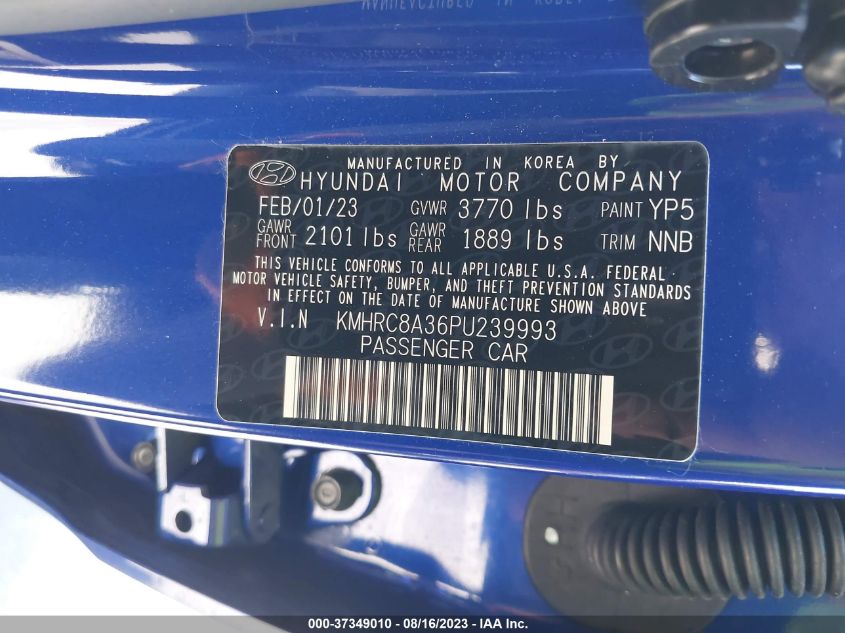 MANUFACTURED IN KOREA BY
HYUNDAI MOTOR COMPANY
FEB/01/23 GVWR 3770 lbs PAINT YP5
GAWR FRONT 2101 lbs GAWR REAR 1889 lbs TRIM NNB
THIS VEHICLE CONFORMS TO ALL APPLICABLE U.S.A. FEDERAL
MOTOR VEHICLE SAFETY, BUMPER, AND THEFT PREVENTION STANDARDS
IN EFFECT ON THE DATE OF MANUFACTURE SHOWN ABOVE
V.I.N KMHRC8A36PU239993
PASSENGER CAR
000-37349010 - 08/16/2023 - IAA Inc.